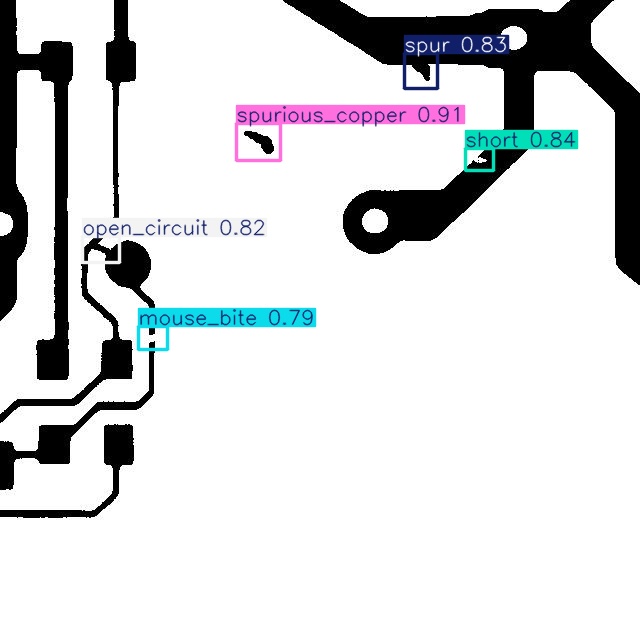 spur 0.83
spurious_copper 0.91
short 0.84
open_circuit 0.82
mouse_bite 0.79